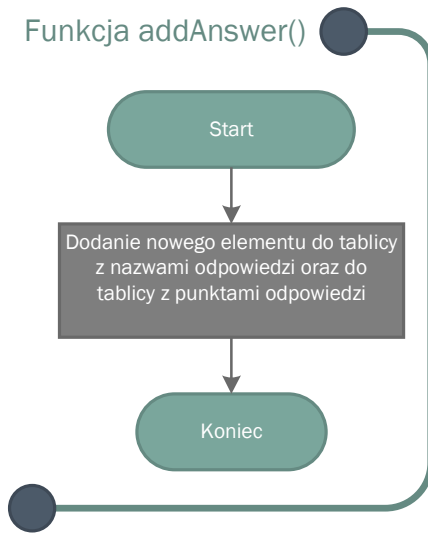 Funkcja addAnswer()
Start
Dodanie nowego elementu do tablicy
z nazwami odpowiedzi oraz do
tablicy z punktami odpowiedzi
Koniec